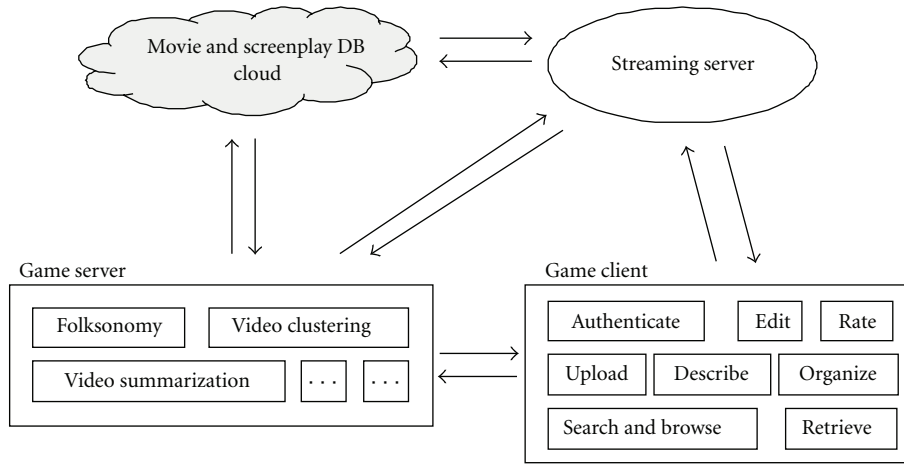 Movie and screenplay DB
cloud
Streaming server
Game server
Folksonomy
Video clustering
Video summarization
. . .
. . .
Game client
Authenticate
Edit
Rate
Upload
Describe
Organize
Search and browse
Retrieve